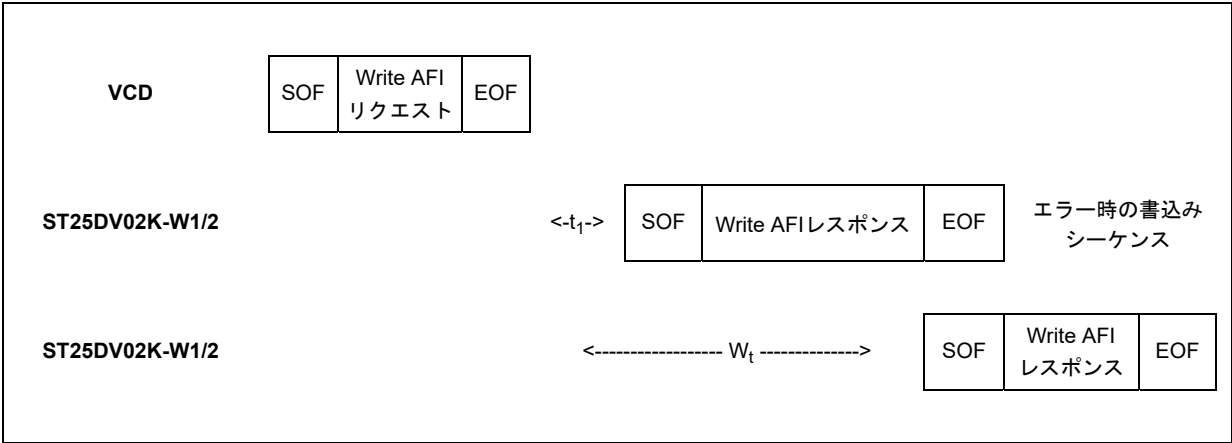 VCD
SOF
Write AFI
リクエスト
EOF
ST25DV02K-W1/2
<-t1->
SOF
Write AFIレスポンス
EOF
エラー時の書込み
シーケンス
ST25DV02K-W1/2
<------------------- Wt -------------->
SOF
Write AFI
レスポンス
EOF